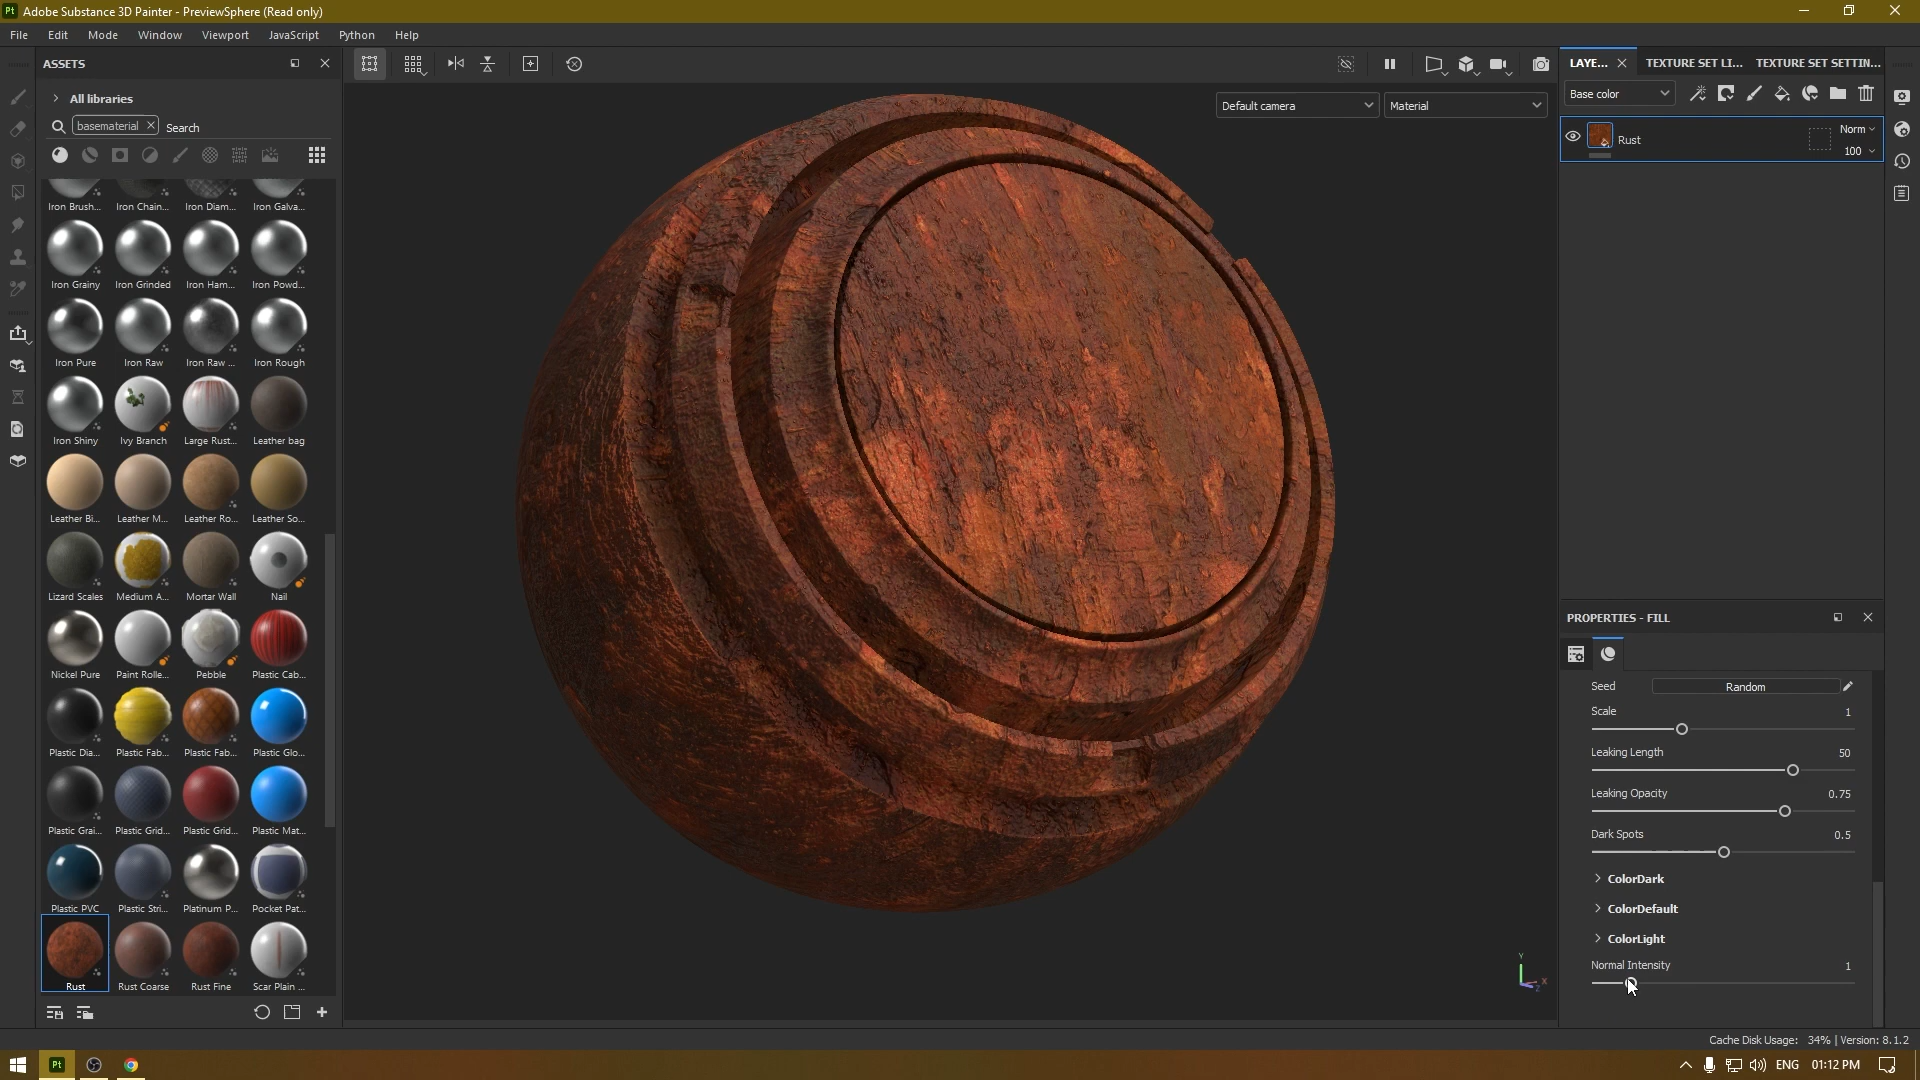 Pt Adobe Substance 3D Painter - PreviewSphere (Read only)
File Edit Mode Window Viewport JavaScript Python Help
ASSETS
All libraries
basematerial Search
Iron Brush... Iron Chain... Iron Diam... Iron Galva...
Iron Grainy Iron Grinded Iron Ham... Iron Powd...
Iron Pure Iron Raw Iron Raw ... Iron Rough
Iron Shiny Ivy Branch Large Rust... Leather bag
Leather Bi... Leather M... Leather Ro... Leather So...
Lizard Scales Medium A... Mortar Wall Nail
Nickel Pure Paint Rolle... Pebble Plastic Cab...
Plastic Dia... Plastic Fab... Plastic Fab... Plastic Glo...
Plastic Grai... Plastic Grid... Plastic Grid... Plastic Mat...
Plastic PVC Plastic Stri... Platinum P... Pocket Pat...
Rust Rust Coarse Rust Fine Scar Plain ...
Default camera Material
Y
X
Z
LAYE... TEXTURE SET LI... TEXTURE SET SETTIN...
Base color
Rust Norm
100
PROPERTIES - FILL
Seed Random
Scale 1
Leaking Length 50
Leaking Opacity 0.75
Dark Spots 0.5
ColorDark
ColorDefault
ColorLight
Normal Intensity 1
Cache Disk Usage: 34% | Version: 8.1.2
Pt ENG 01:12 PM